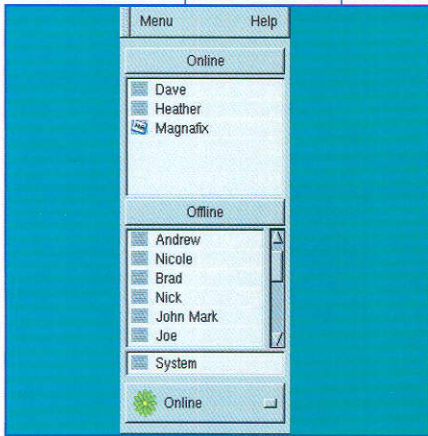 Menu Help
Online
Dave
Heather
Magnafix
Offline
Andrew
Nicole
Brad
Nick
John Mark
Joe
System
Online